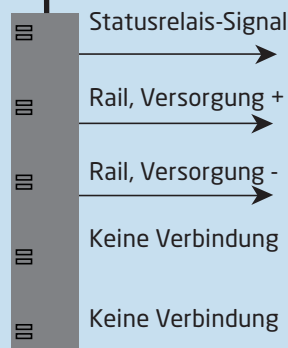 Statusrelais-Signal
Rail, Versorgung +
Rail, Versorgung -
Keine Verbindung
Keine Verbindung